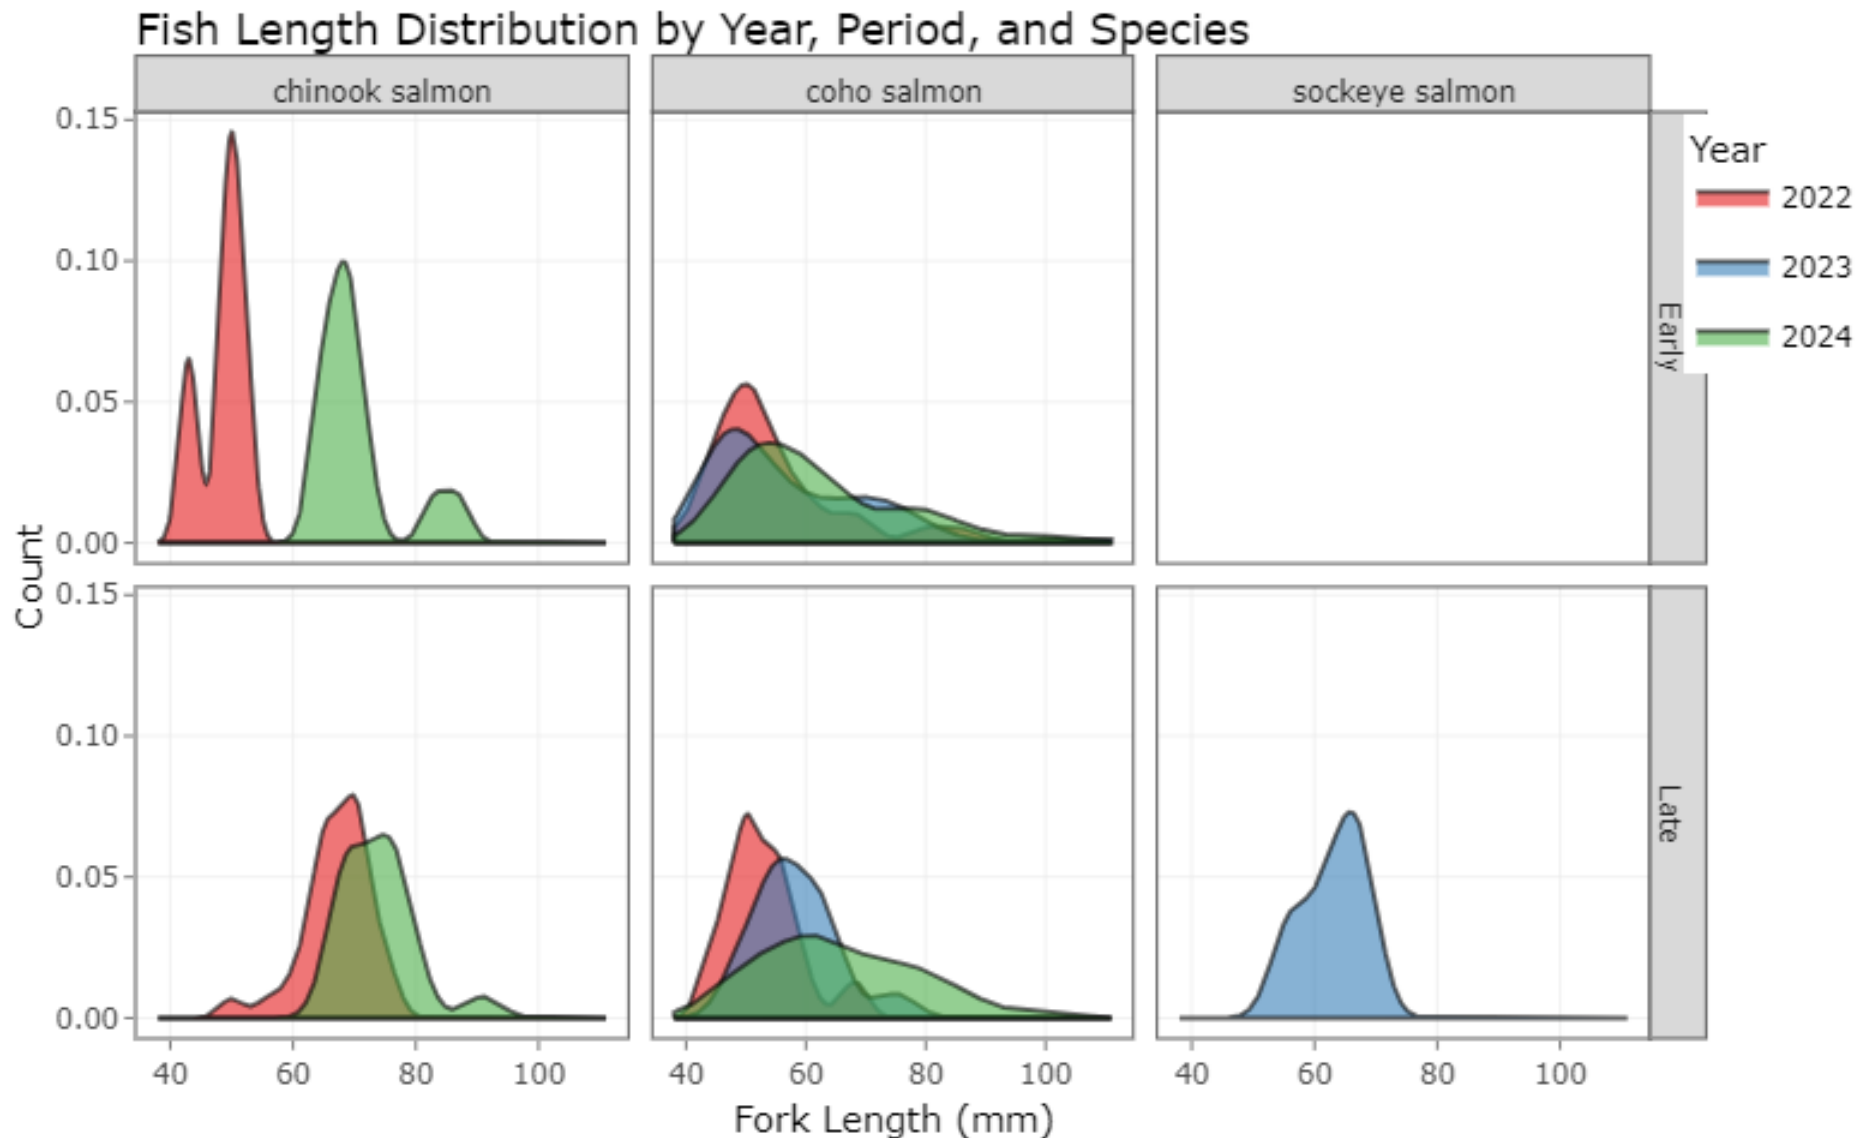 Fish Length Distribution by Year, Period, and Species
chinook salmon
coho salmon
sockeye salmon
Year
2022
2023
2024
Early
0.15
0.10
0.05
0.00
Count
Late
0.15
0.10
0.05
0.00
40 60 80 100
40 60 80 100
40 60 80 100
Fork Length (mm)